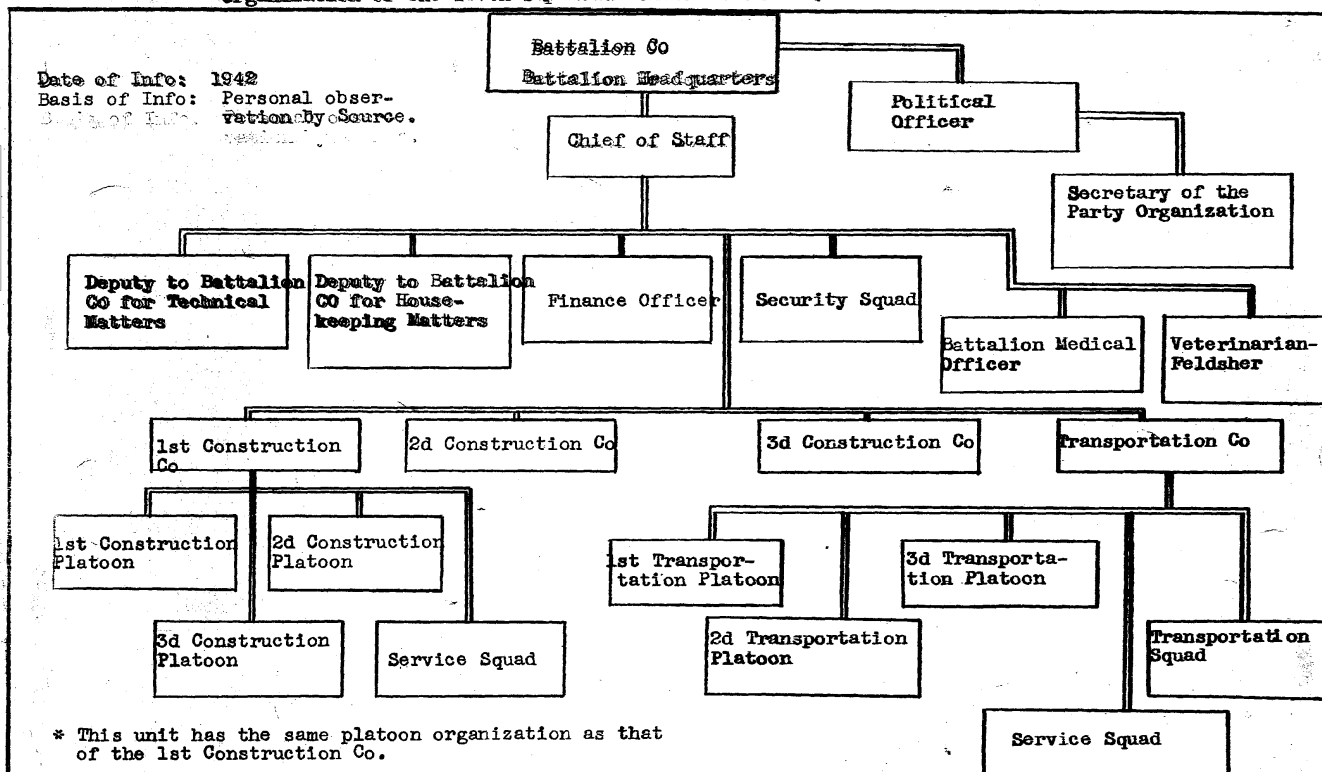 Battalion Co
Battalion Headquarters
Date of Info: 1942
Basis of Info: Personal obser-
vation by Source.
Political
Officer
Chief of Staff
Secretary of the
Party Organization
Deputy to Battalion
CO for Technical
Matters
Deputy to Battalion
CO for House-
keeping Matters
Finance Officer
Security Squad
Battalion Medical
Officer
Veterinarian-
Feldsher
1st Construction
Co
2d Construction Co
3d Construction Co
Transportation Co
1st Construction
Platoon
2d Construction
Platoon
1st Transpor-
tation Platoon
3d Transporta-
tion Platoon
3d Construction
Platoon
Service Squad
2d Transportation
Platoon
Transportation
Squad
Service Squad
* This unit has the same platoon organization as that
of the 1st Construction Co.